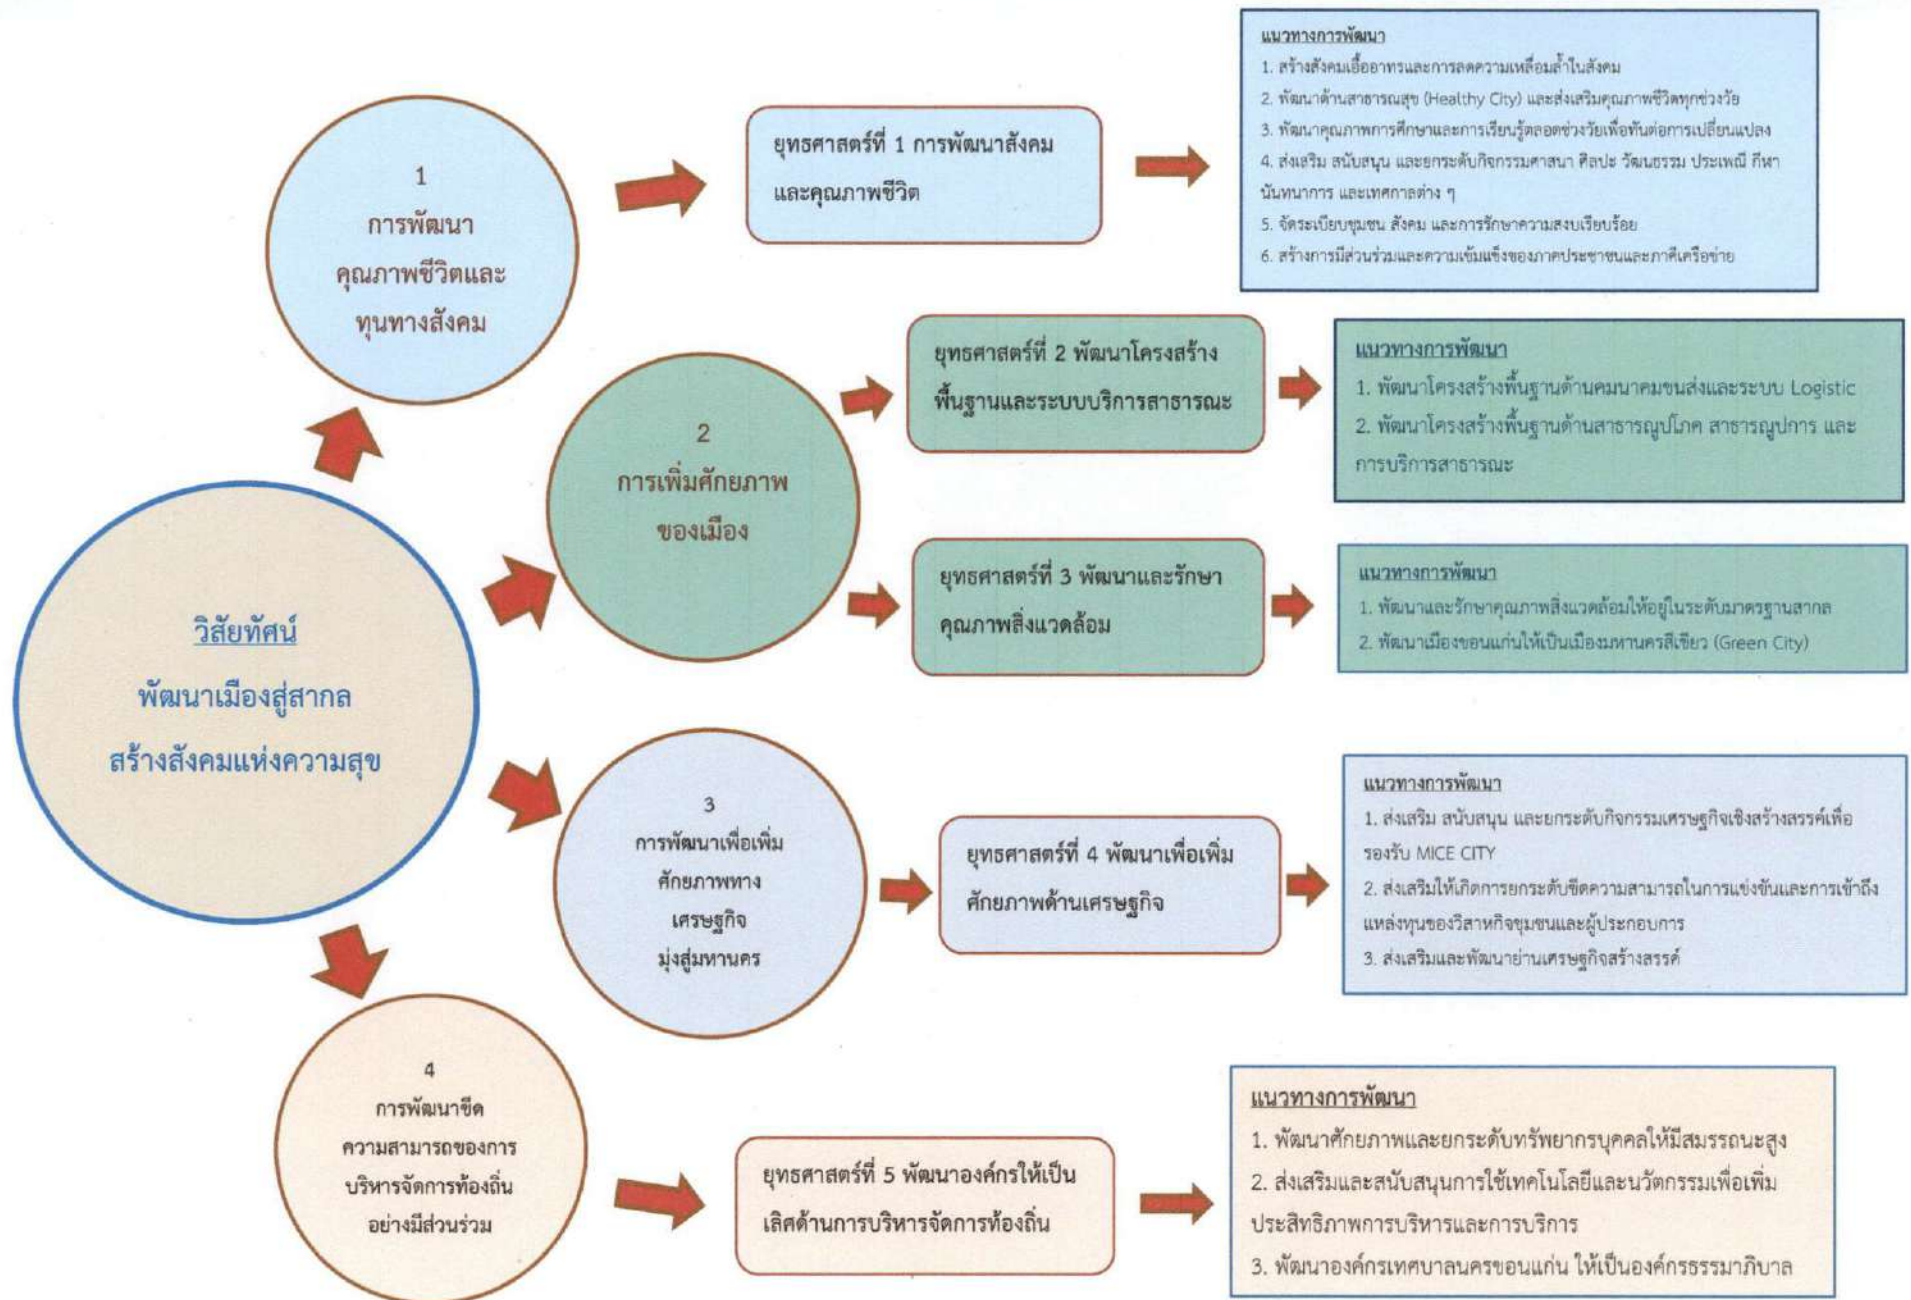 วิสัยทัศน์
พัฒนาเมืองสู่สากล
สร้างสังคมแห่งความสุข
1
การพัฒนา
คุณภาพชีวิตและ
ทุนทางสังคม
ยุทธศาสตร์ที่ 1 การพัฒนาสังคม
และคุณภาพชีวิต
แนวทางการพัฒนา
1. สร้างสังคมเอื้ออาทรและการลดความเหลื่อมล้ำในสังคม
2. พัฒนาด้านสาธารณสุข (Healthy City) และส่งเสริมคุณภาพชีวิตทุกช่วงวัย
3. พัฒนาคุณภาพการศึกษาและการเรียนรู้ตลอดช่วงวัยเพื่อทันต่อการเปลี่ยนแปลง
4. ส่งเสริม สนับสนุน และยกระดับกิจกรรมศาสนา ศิลปะ วัฒนธรรม ประเพณี กีฬา
นันทนาการ และเทศกาลต่าง ๆ
5. จัดระเบียบชุมชน สังคม และการรักษาความสงบเรียบร้อย
6. สร้างการมีส่วนร่วมและความเข้มแข็งของภาคประชาชนและภาคีเครือข่าย
2
การเพิ่มศักยภาพ
ของเมือง
ยุทธศาสตร์ที่ 2 พัฒนาโครงสร้าง
พื้นฐานและระบบบริการสาธารณะ
แนวทางการพัฒนา
1. พัฒนาโครงสร้างพื้นฐานด้านคมนาคมขนส่งและระบบ Logistic
2. พัฒนาโครงสร้างพื้นฐานด้านสาธารณูปโภค สาธารณูปการ และ
การบริการสาธารณะ
ยุทธศาสตร์ที่ 3 พัฒนาและรักษา
คุณภาพสิ่งแวดล้อม
แนวทางการพัฒนา
1. พัฒนาและรักษาคุณภาพสิ่งแวดล้อมให้อยู่ในระดับมาตรฐานสากล
2. พัฒนาเมืองขอนแก่นให้เป็นเมืองมหานครสีเขียว (Green City)
3
การพัฒนาเพื่อเพิ่ม
ศักยภาพทาง
เศรษฐกิจ
มุ่งสู่มหานคร
ยุทธศาสตร์ที่ 4 พัฒนาเพื่อเพิ่ม
ศักยภาพด้านเศรษฐกิจ
แนวทางการพัฒนา
1. ส่งเสริม สนับสนุน และยกระดับกิจกรรมเศรษฐกิจเชิงสร้างสรรค์เพื่อ
รองรับ MICE CITY
2. ส่งเสริมให้เกิดการยกระดับขีดความสามารถในการแข่งขันและการเข้าถึง
แหล่งทุนของวิสาหกิจชุมชนและผู้ประกอบการ
3. ส่งเสริมและพัฒนาย่านเศรษฐกิจสร้างสรรค์
4
การพัฒนาขีด
ความสามารถของการ
บริหารจัดการท้องถิ่น
อย่างมีส่วนร่วม
ยุทธศาสตร์ที่ 5 พัฒนาองค์กรให้เป็น
เลิศด้านการบริหารจัดการท้องถิ่น
แนวทางการพัฒนา
1. พัฒนาศักยภาพและยกระดับทรัพยากรบุคคลให้มีสมรรถนะสูง
2. ส่งเสริมและสนับสนุนการใช้เทคโนโลยีและนวัตกรรมเพื่อเพิ่ม
ประสิทธิภาพการบริหารและการบริการ
3. พัฒนาองค์กรเทศบาลนครขอนแก่น ให้เป็นองค์กรธรรมาภิบาล